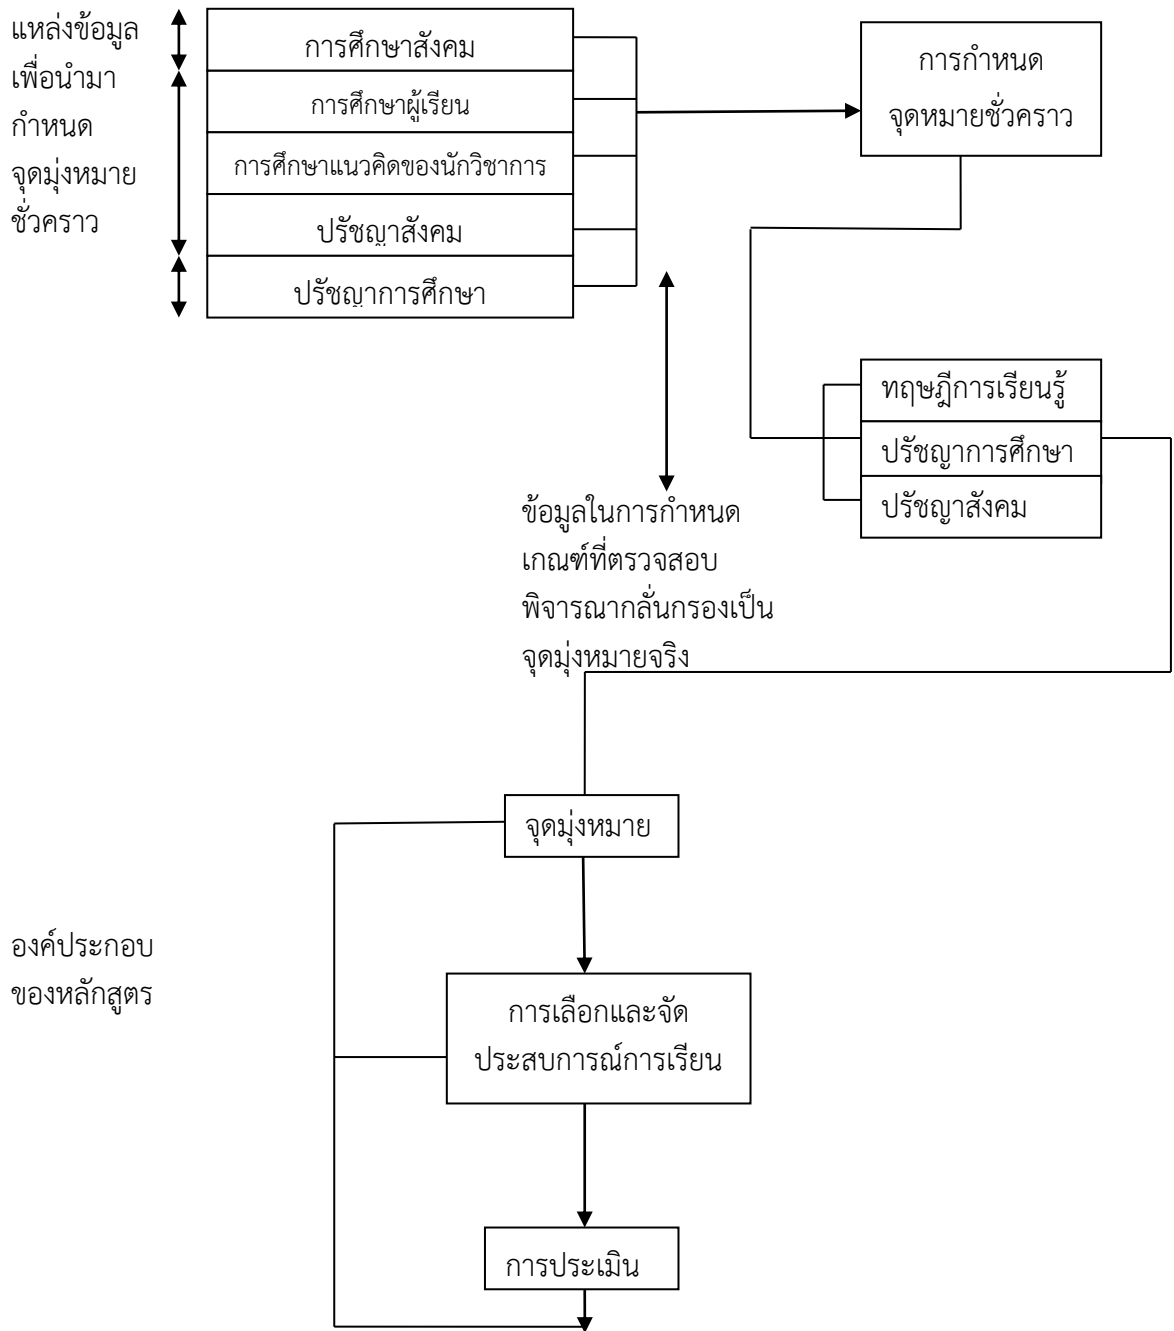 แหล่งข้อมูล
เพื่อนำมา
กำหนด
จุดมุ่งหมาย
ชั่วคราว
การศึกษาสังคม
การศึกษาผู้เรียน
การศึกษาแนวคิดของนักวิชาการ
ปรัชญาสังคม
ปรัชญาการศึกษา
การกำหนด
จุดหมายชั่วคราว
ทฤษฎีการเรียนรู้
ปรัชญาการศึกษา
ปรัชญาสังคม
ข้อมูลในการกำหนด
เกณฑ์ที่ตรวจสอบ
พิจารณากลั่นกรองเป็น
จุดมุ่งหมายจริง
จุดมุ่งหมาย
องค์ประกอบ
ของหลักสูตร
การเลือกและจัด
ประสบการณ์การเรียน
การประเมิน